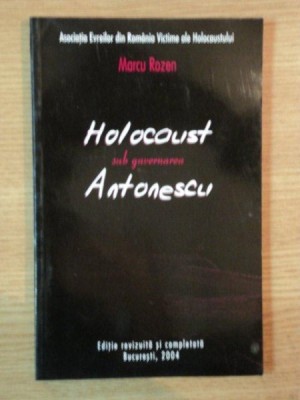 Asociaţia Evreilor din România Victime ale Holocaustului
Marcu Rozen
Holocaust
sub guvernarea
Antonescu
Ediţie revizuită şi completată
Bucureşti, 2004